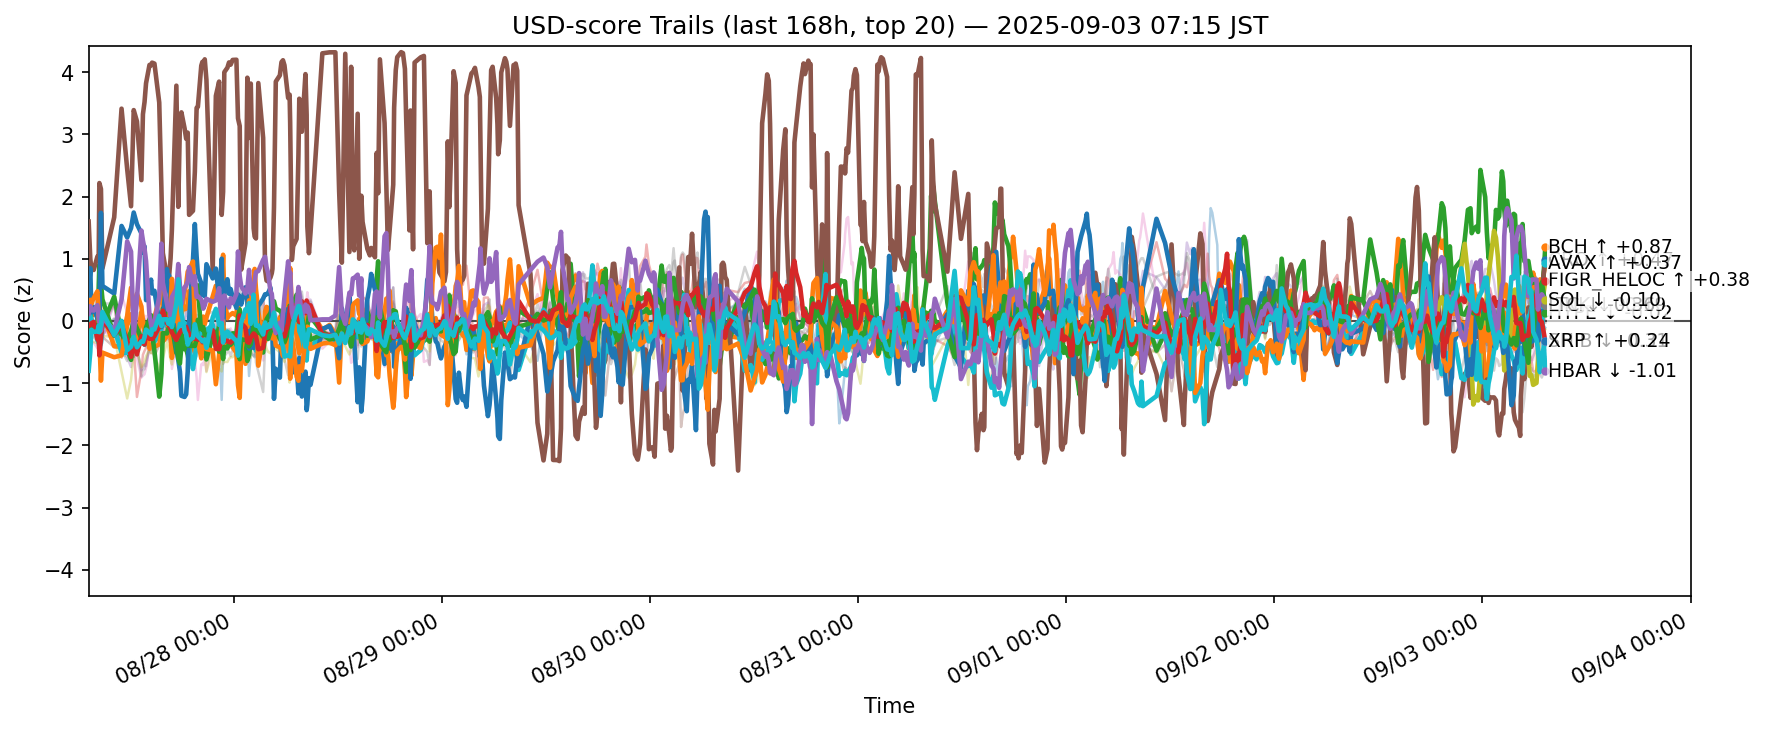 USD-score Trails (last 168h, top 20) — 2025-09-03 07:15 JST
Score (z)
4
3
2
1
0
−1
−2
−3
−4
BCH ↑ +0.87
AVAX ↑ +0.37
FIGR_HELOC ↑ +0.38
SOL ↓ -0.10
XRP ↑ +0.24
HBAR ↓ -1.01
08/28 00:00
08/29 00:00
08/30 00:00
08/31 00:00
09/01 00:00
09/02 00:00
09/03 00:00
09/04 00:00
Time